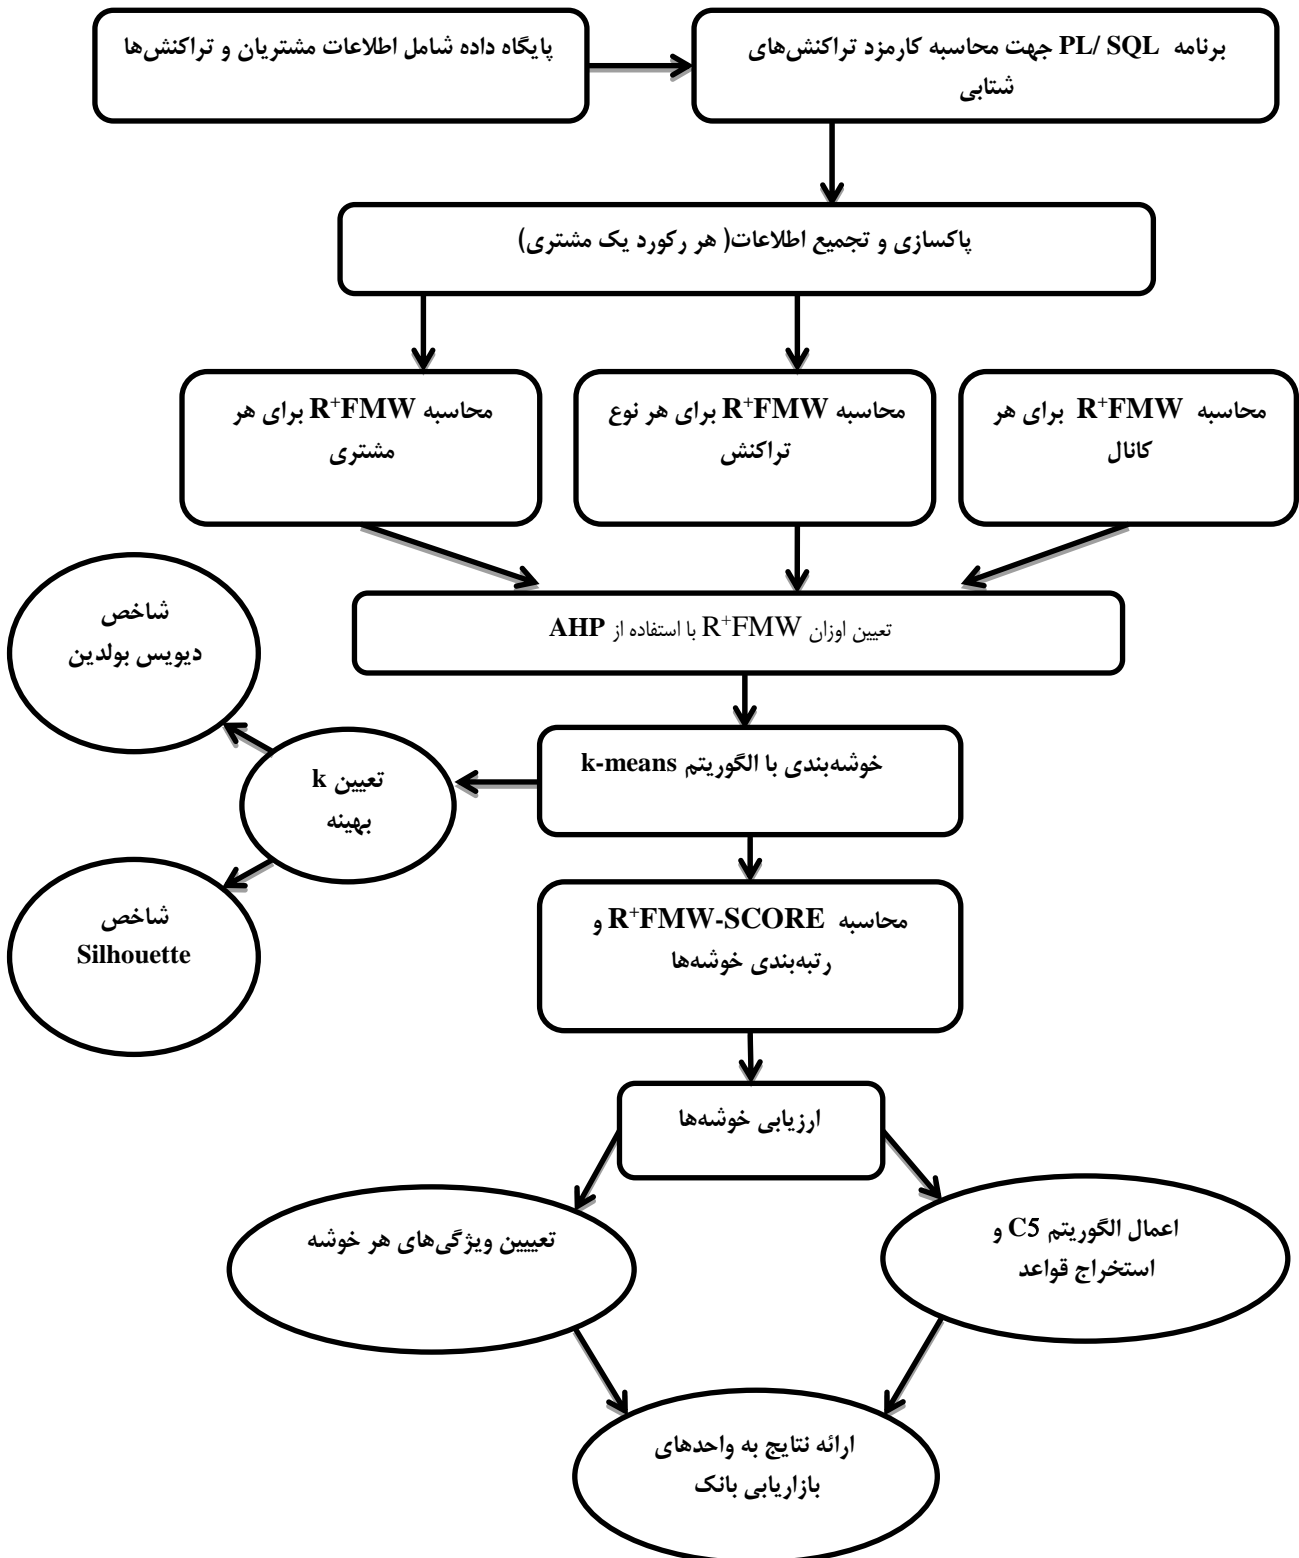 پایگاه داده شامل اطلاعات مشتریان و تراکنش‌ها
برنامه PL/ SQL جهت محاسبه کارمزد تراکنش‌های
شتابی
پاکسازی و تجمیع اطلاعات( هر رکورد یک مشتری)
محاسبه R⁺FMW برای هر
کانال
محاسبه R⁺FMW برای هر نوع
تراکنش
محاسبه R⁺FMW برای هر
مشتری
تعیین اوزان R⁺FMW با استفاده از AHP
خوشه‌بندی با الگوریتم k-means
تعیین k
بهینه
شاخص
دیویس بولدین
شاخص
Silhouette
محاسبه R⁺FMW-SCORE و
رتبه‌بندی خوشه‌ها
ارزیابی خوشه‌ها
اعمال الگوریتم C5 و
استخراج قواعد
تعییین ویژگی‌های هر خوشه
ارائه نتایج به واحدهای
بازاریابی بانک